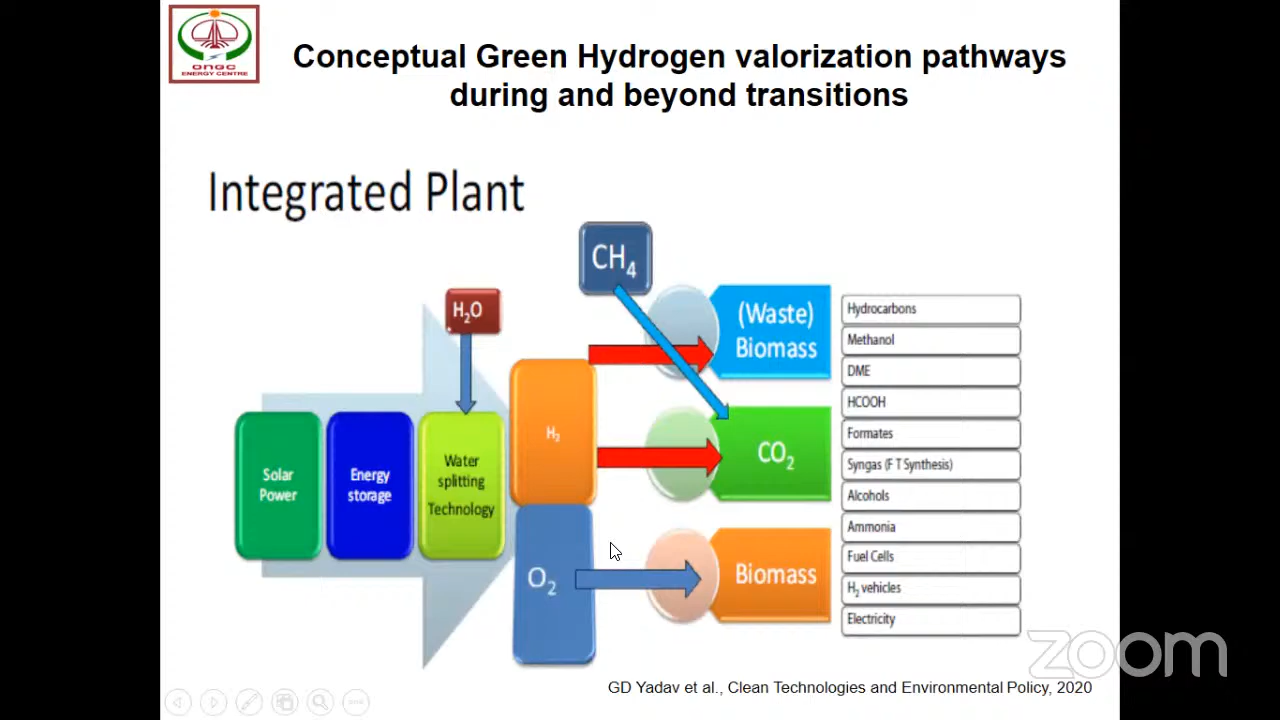 ONGC
ENERGY CENTRE
Conceptual Green Hydrogen valorization pathways
during and beyond transitions
Integrated Plant
CH4
H2O
Solar
Power
Energy
storage
Water
splitting
Technology
H2
O2
(Waste)
Biomass
CO2
Biomass
Hydrocarbons
Methanol
DME
HCOOH
Formates
Syngas (F T Synthesis)
Alcohols
Ammonia
Fuel Cells
H2 vehicles
Electricity
zoom
GD Yadav et al., Clean Technologies and Environmental Policy, 2020